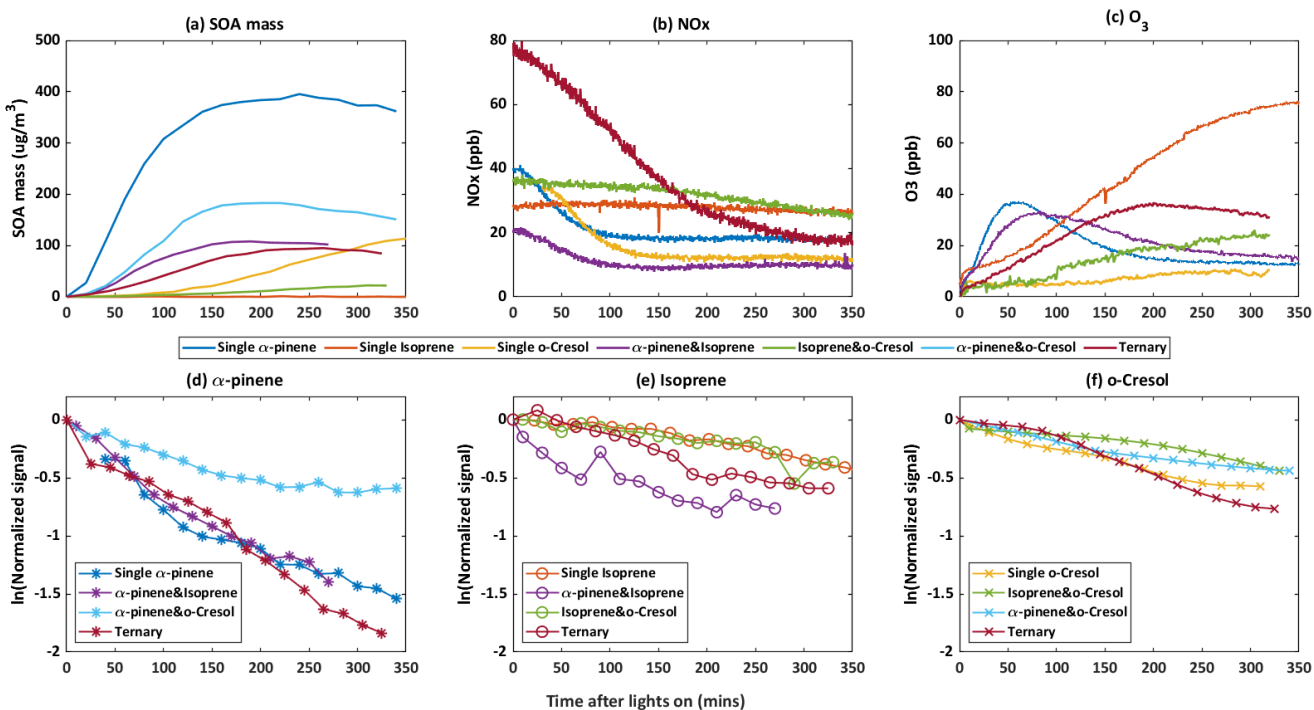 (a) SOA mass
(b) NOx
(c) O3
500
400
300
200
100
0
SOA mass (ug/m3)
0 50 100 150 200 250 300 350
80
60
40
20
0
NOx (ppb)
0 50 100 150 200 250 300 350
80
60
40
20
0
O3 (ppb)
0 50 100 150 200 250 300 350
Single α-pinene Single Isoprene Single o-Cresol α-pinene&Isoprene Isoprene&o-Cresol α-pinene&o-Cresol Ternary
(d) α-pinene
(e) Isoprene
(f) o-Cresol
0
-0.5
-1
-1.5
-2
ln(Normalized signal)
Single α-pinene
α-pinene&Isoprene
α-pinene&o-Cresol
Ternary
0 50 100 150 200 250 300 350
0
-0.5
-1
-1.5
-2
ln(Normalized signal)
Single Isoprene
α-pinene&Isoprene
Isoprene&o-Cresol
Ternary
0 50 100 150 200 250 300 350
0
-0.5
-1
-1.5
-2
ln(Normalized signal)
Single o-Cresol
Isoprene&o-Cresol
α-pinene&o-Cresol
Ternary
0 50 100 150 200 250 300 350
Time after lights on (mins)